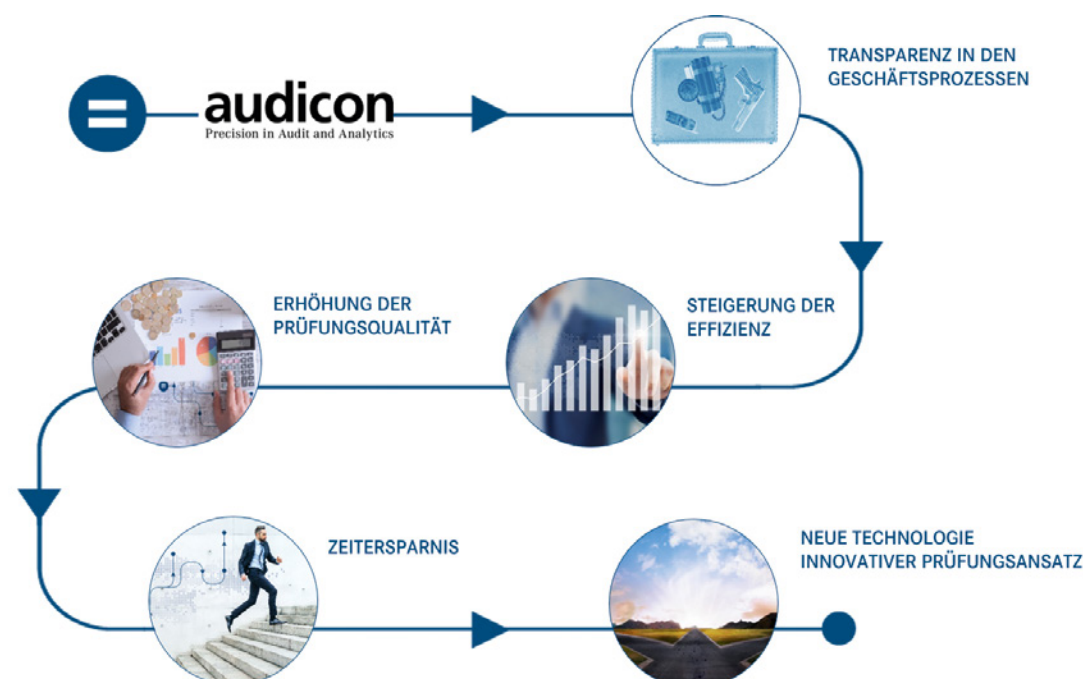 audicon
Precision in Audit and Analytics
TRANSPARENZ IN DEN
GESCHÄFTSPROZESSEN
STEIGERUNG DER
EFFIZIENZ
ERHÖHUNG DER
PRÜFUNGSQUALITÄT
ZEITERSPARNIS
NEUE TECHNOLOGIE
INNOVATIVER PRÜFUNGSANSATZ